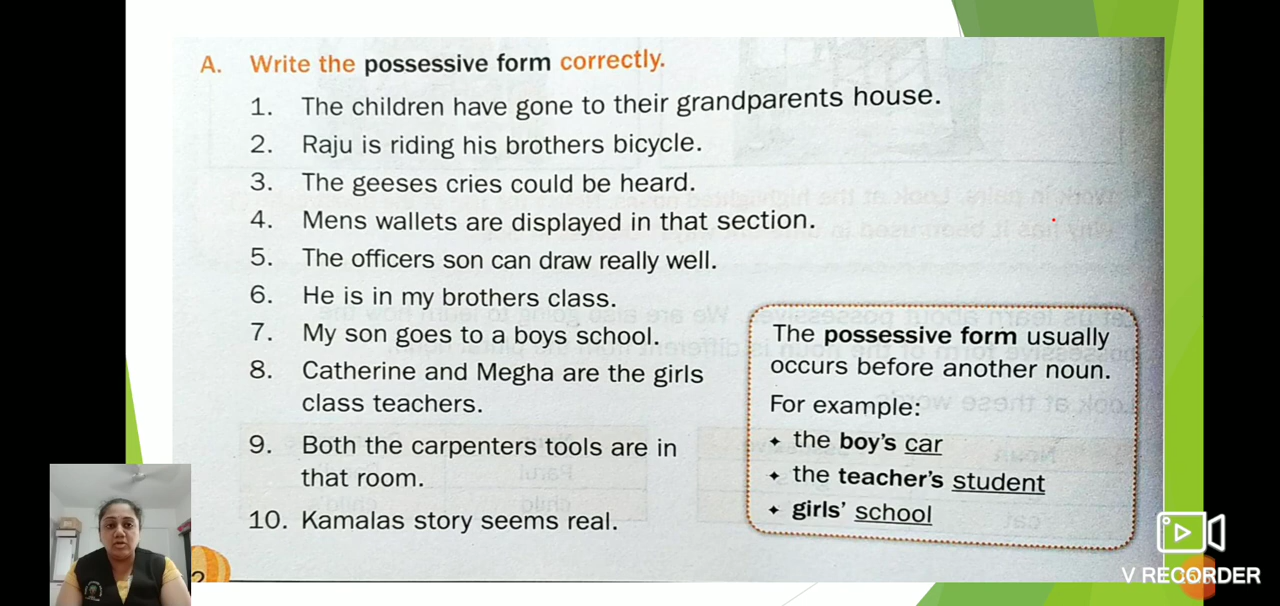 A. Write the possessive form correctly.
1. The children have gone to their grandparents house.
2. Raju is riding his brothers bicycle.
3. The geeses cries could be heard.
4. Mens wallets are displayed in that section.
5. The officers son can draw really well.
6. He is in my brothers class.
7. My son goes to a boys school.
8. Catherine and Megha are the girls
class teachers.
9. Both the carpenters tools are in
that room.
10. Kamalas story seems real.
The possessive form usually
occurs before another noun.
For example:
✦ the boy's car
✦ the teacher's student
✦ girls' school
2
V RECORDER